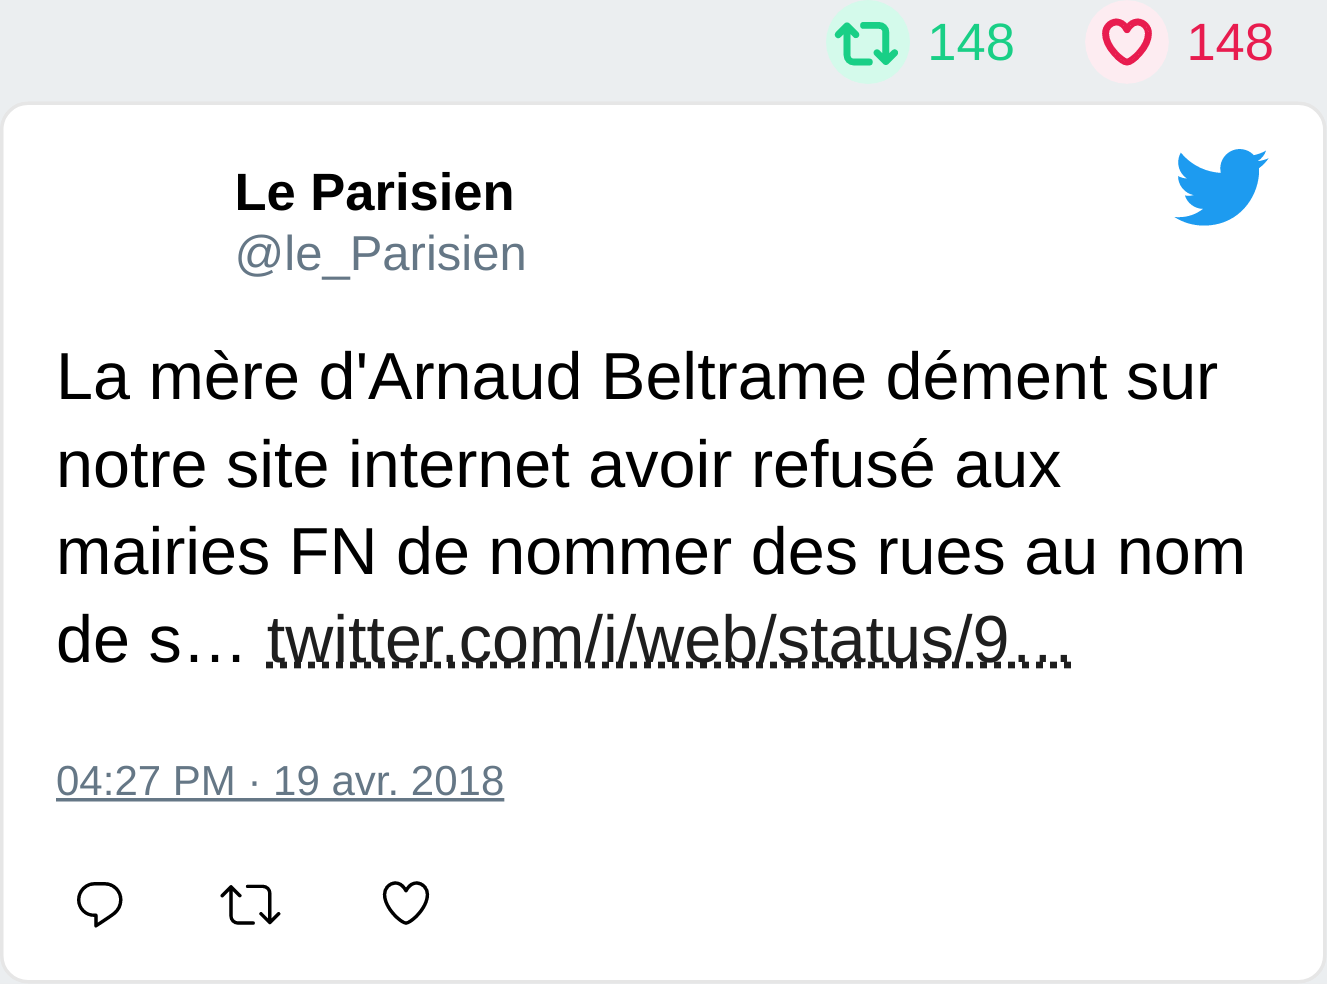 148 148
Le Parisien
@le_Parisien
La mère d'Arnaud Beltrame dément sur
notre site internet avoir refusé aux
mairies FN de nommer des rues au nom
de s… twitter.com/i/web/status/9…
04:27 PM · 19 avr. 2018